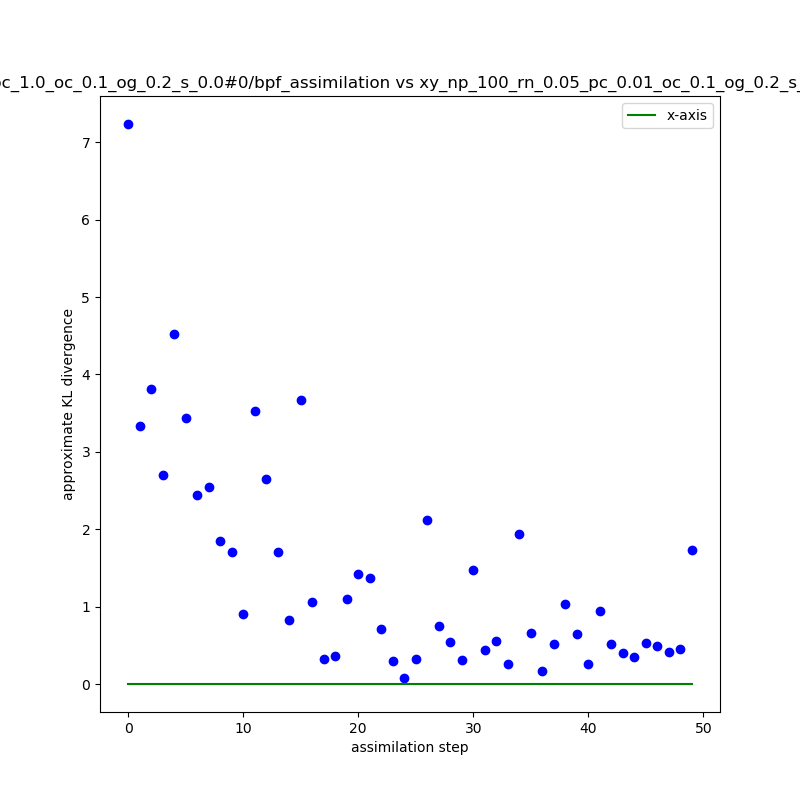 oc_1.0_oc_0.1_og_0.2_s_0.0#0/bpf_assimilation vs xy_np_100_rn_0.05_pc_0.01_oc_0.1_og_0.2_s_
x-axis
7
6
5
4
3
2
1
0
approximate KL divergence
0 10 20 30 40 50
assimilation step